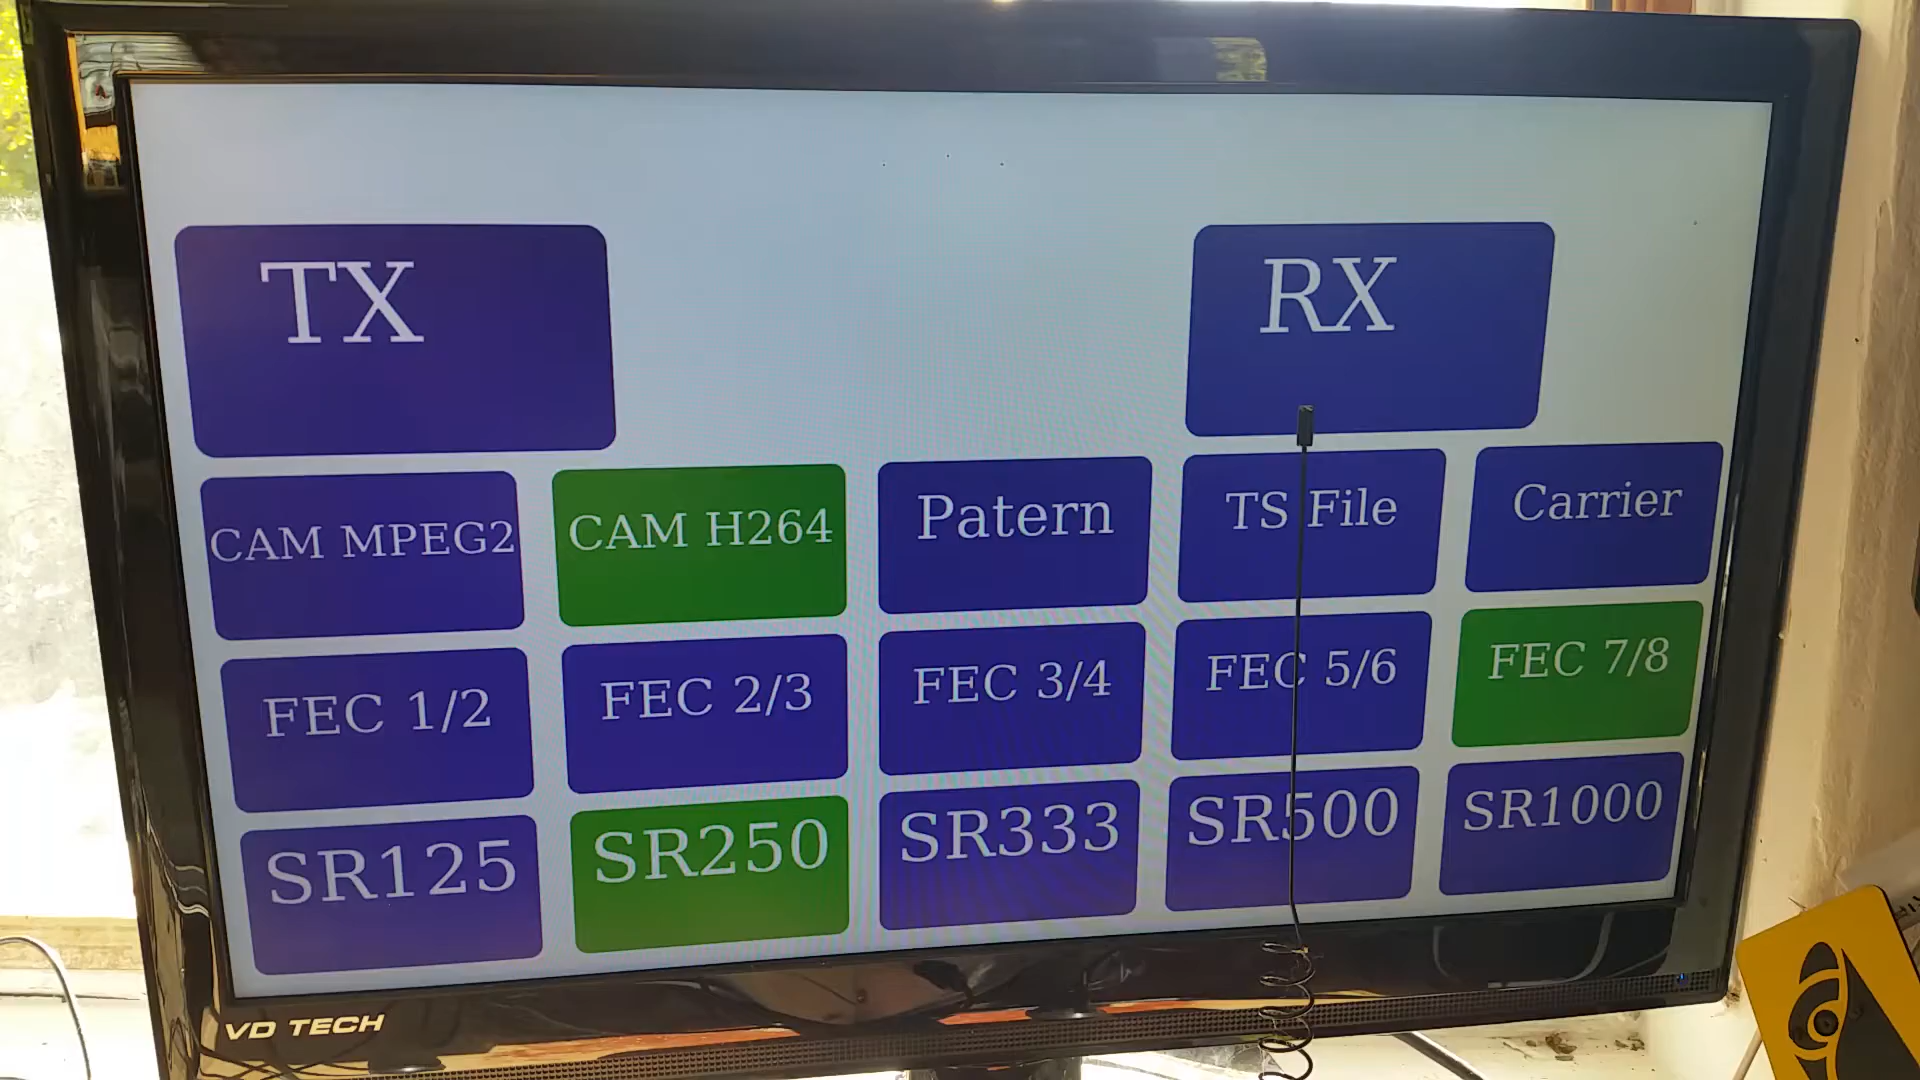 TX
RX
CAM MPEG2
CAM H264
Patern
TS File
Carrier
FEC 1/2
FEC 2/3
FEC 3/4
FEC 5/6
FEC 7/8
SR125
SR250
SR333
SR500
SR1000
VD TECH